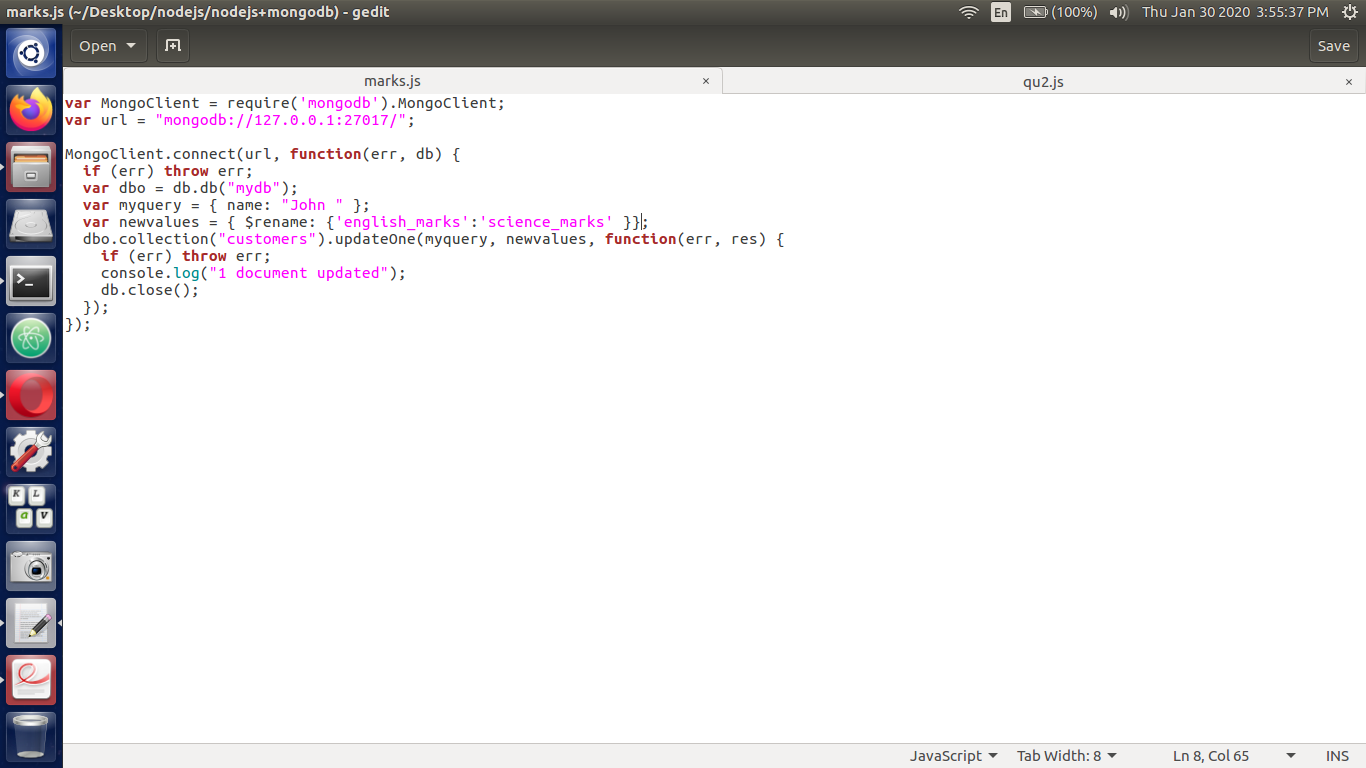 marks.js (~/Desktop/nodejs/nodejs+mongodb) - gedit
En
(100%)
Thu Jan 30 2020 3:55:37 PM
Open
Save
marks.js
×
qu2.js
×
var MongoClient = require('mongodb').MongoClient;
var url = "mongodb://127.0.0.1:27017/";

MongoClient.connect(url, function(err, db) {
  if (err) throw err;
  var dbo = db.db("mydb");
  var myquery = { name: "John " };
  var newvalues = { $rename: {'english_marks':'science_marks' }};
  dbo.collection("customers").updateOne(myquery, newvalues, function(err, res) {
    if (err) throw err;
    console.log("1 document updated");
    db.close();
  });
});
>_
K L
a v
JavaScript
Tab Width: 8
Ln 8, Col 65
INS